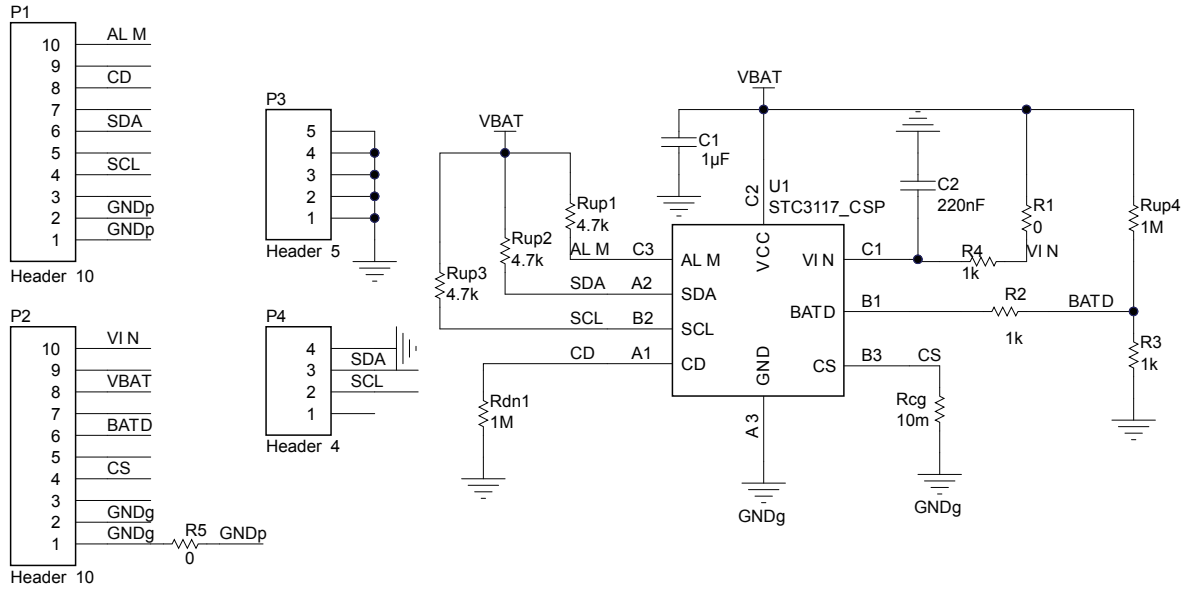 P1
10 AL M
9
8 CD
7
6 SDA
5
4 SCL
3
2 GNDp
1 GNDp
Header 10
P2
10 VI N
9
8 VBAT
7
6 BATD
5
4 CS
3
2 GNDg
1 GNDg R5 GNDp
0
Header 10
P3
5
4
3
2
1
Header 5
P4
4
3 SDA
2 SCL
1
Header 4
VBAT
Rup1
4.7k
Rup2
4.7k
Rup3
4.7k
AL M C3
SDA A2
SCL B2
CD A1
Rdn1
1M
VBAT
C1
1µF
C2
U1
STC3117_CSP
VCC
AL M
SDA
SCL
CD
GND
VI N
BATD
CS
A 3
GNDg
C1
B1
B3 CS
C2
220nF
R4
1k
R1
0
VI N
Rup4
1M
R2
1k
BATD
R3
1k
Rcg
10m
GNDg